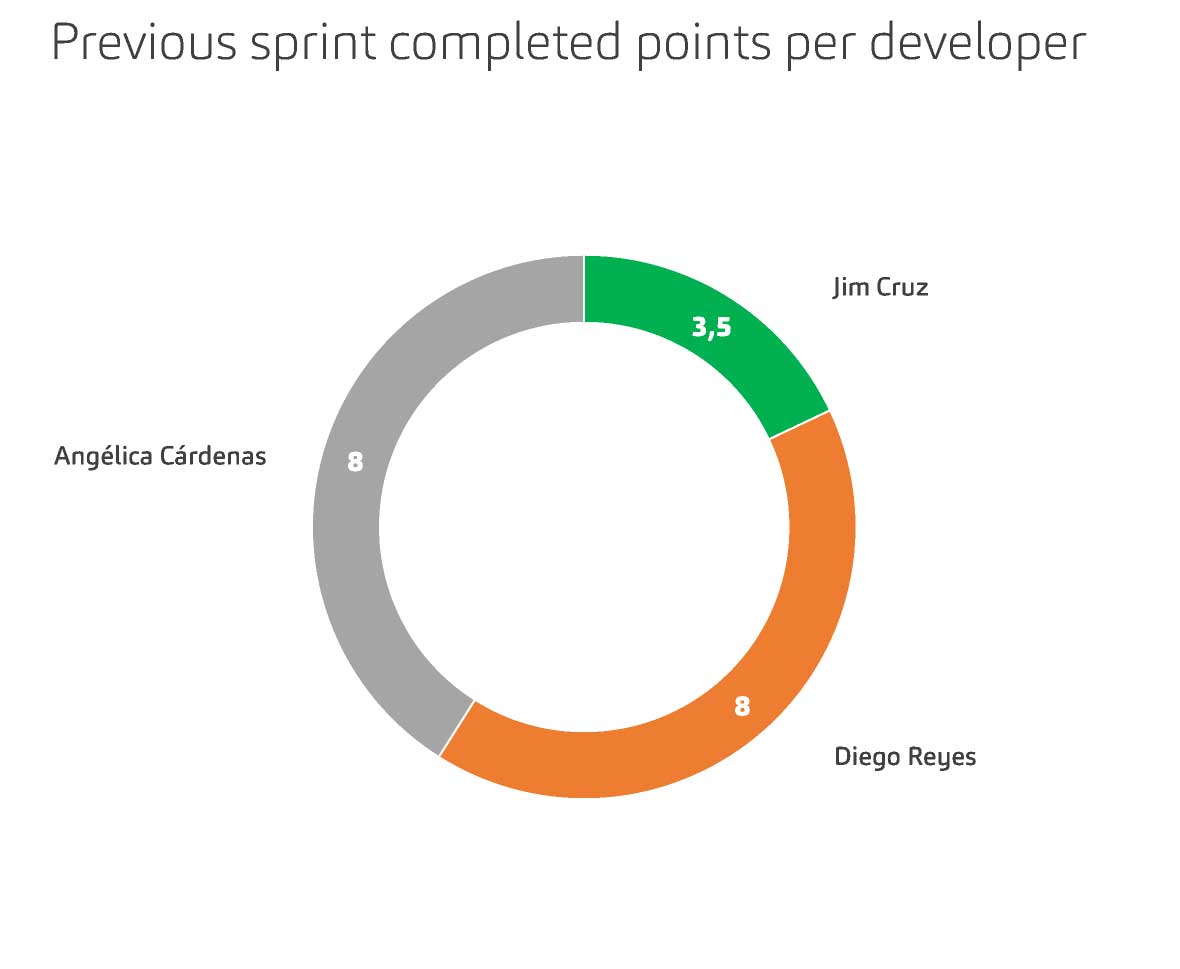 Previous sprint completed points per developer
Jim Cruz
3,5
Angélica Cárdenas
8
8
Diego Reyes